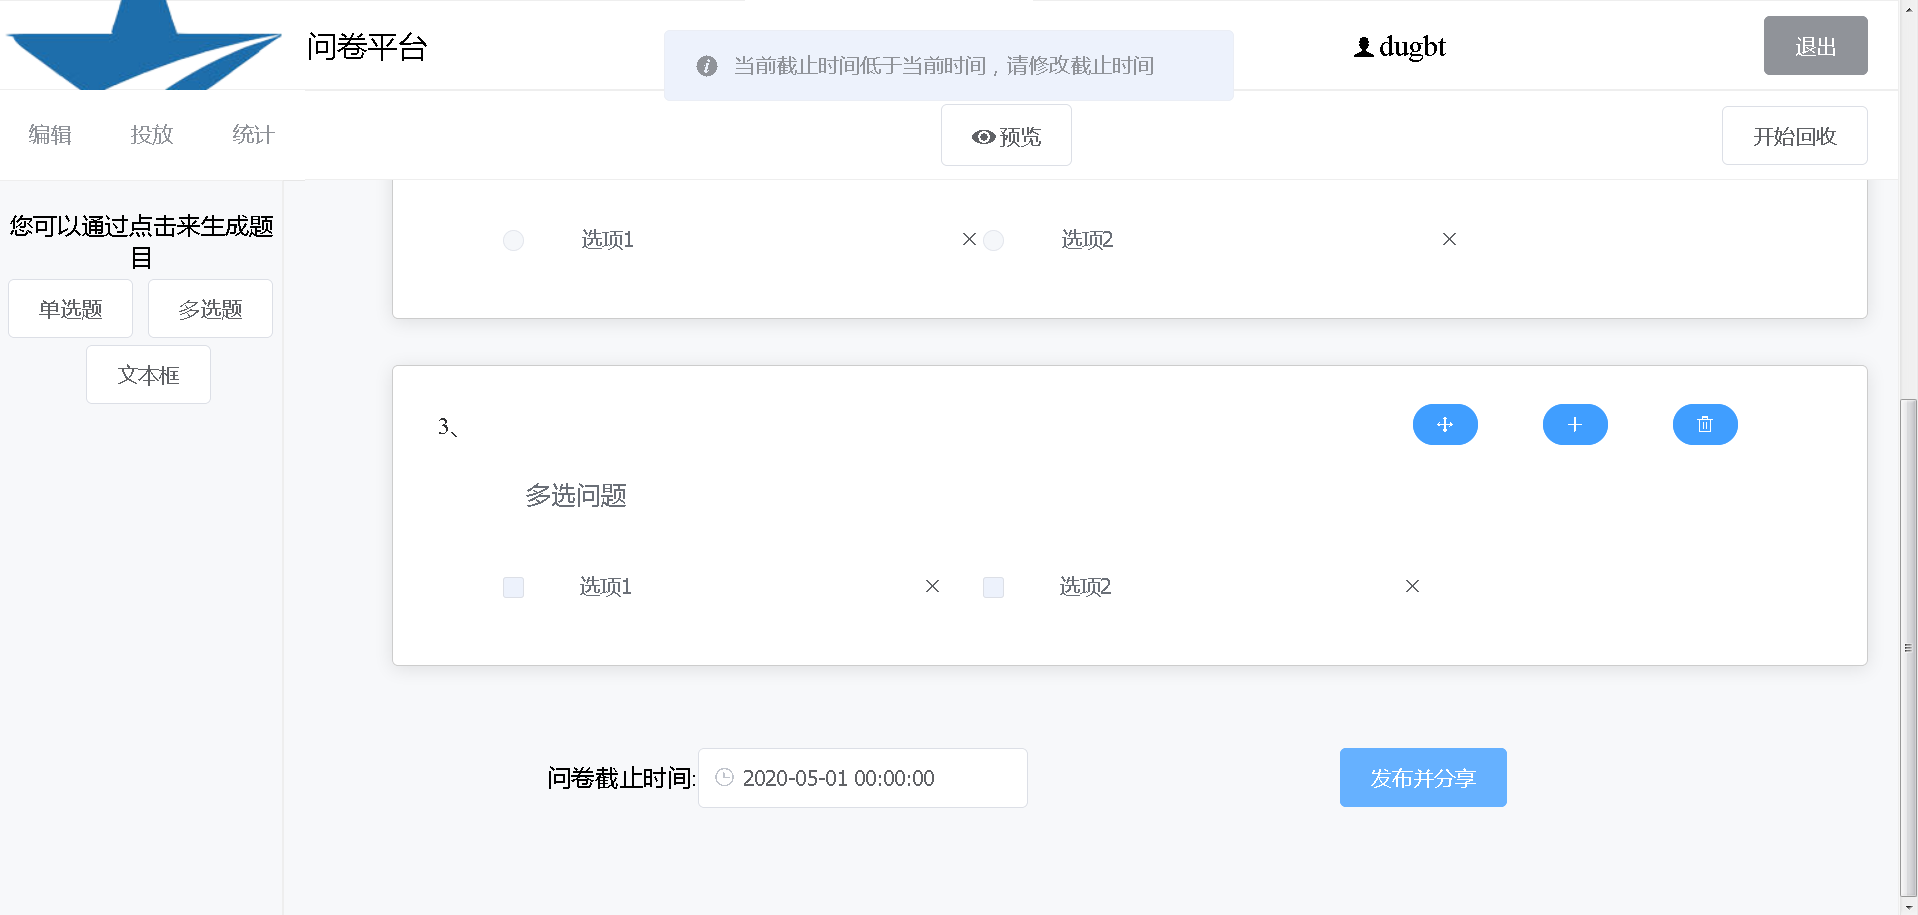 问卷平台
当前截止时间低于当前时间，请修改截止时间
dugbt
退出
编辑
投放
统计
预览
开始回收
您可以通过点击来生成题
目
单选题
多选题
文本框
选项1
选项2
3、
多选问题
选项1
选项2
问卷截止时间:
2020-05-01 00:00:00
发布并分享